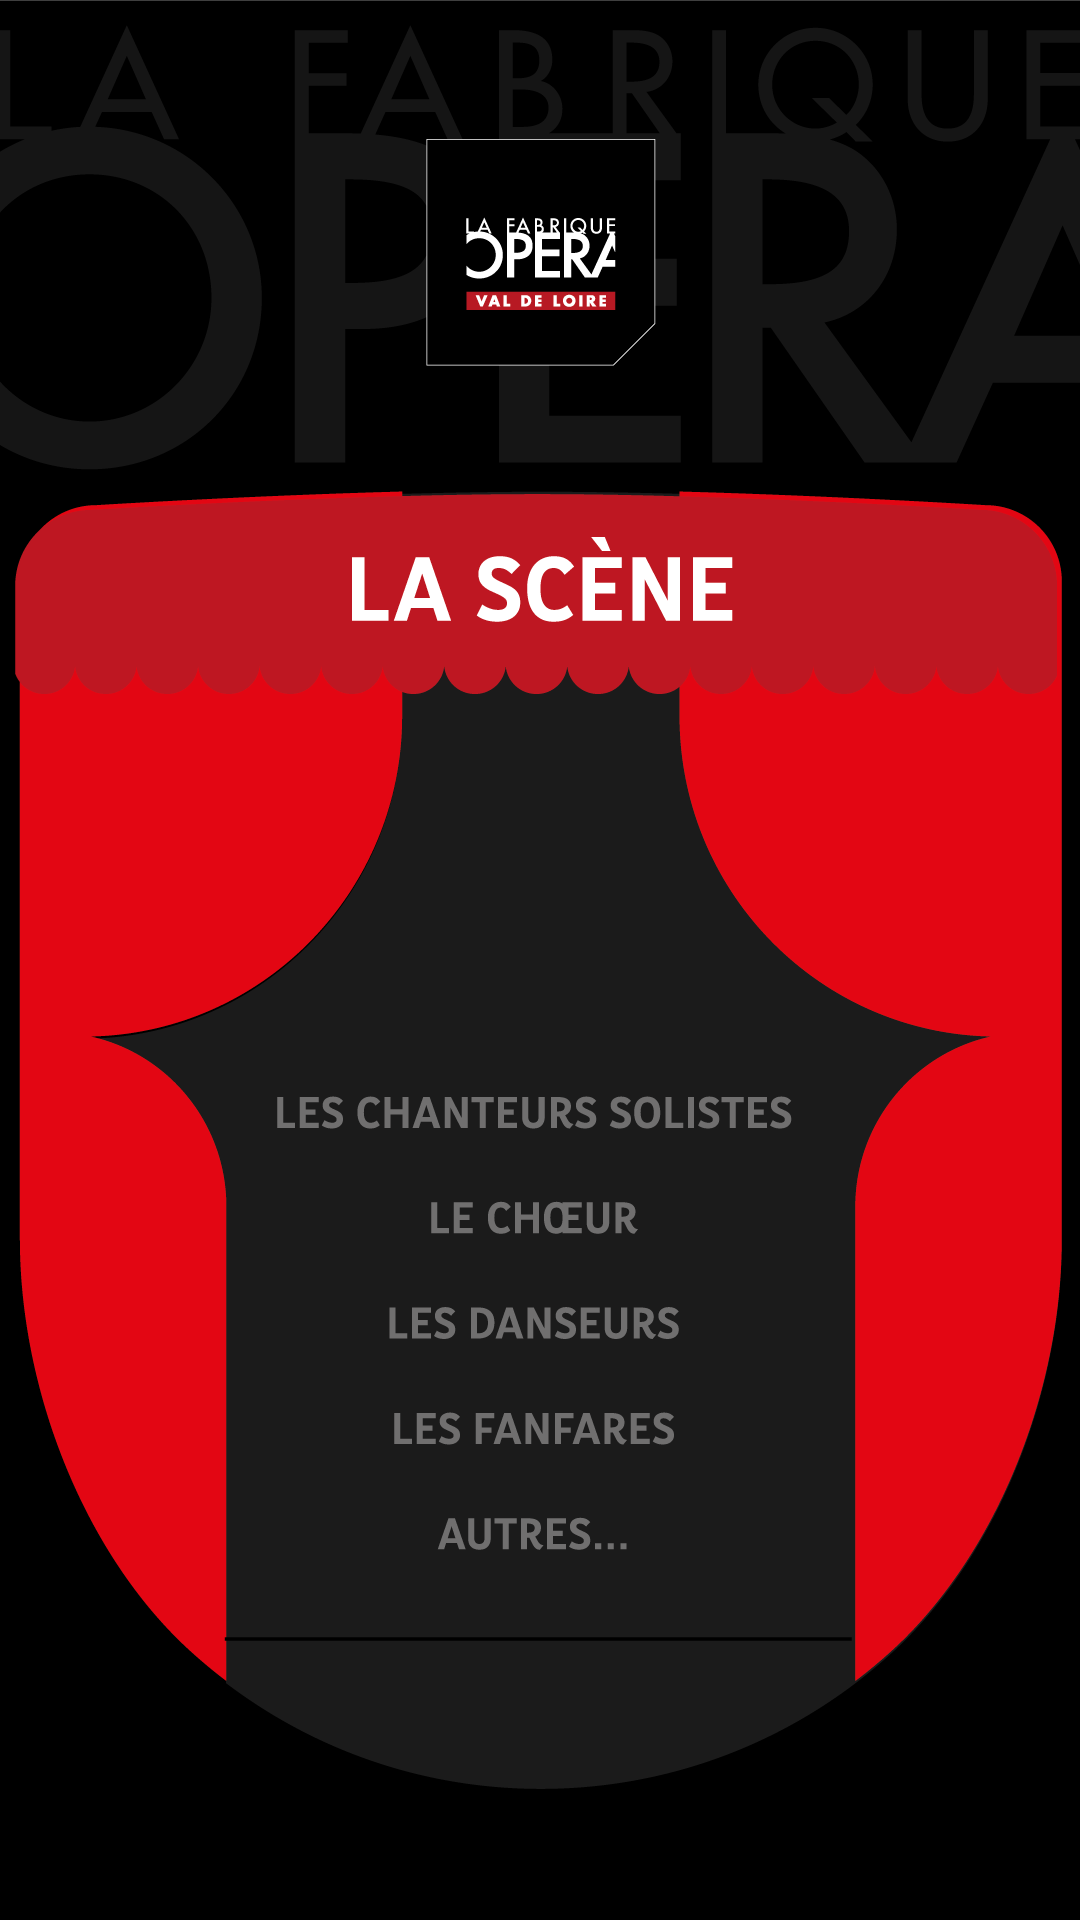 LA FABRIQUE
OPERA
LA FABRIQUE
OPERA
VAL DE LOIRE
LA SCÈNE
LES CHANTEURS SOLISTES
LE CHŒUR
LES DANSEURS
LES FANFARES
AUTRES...